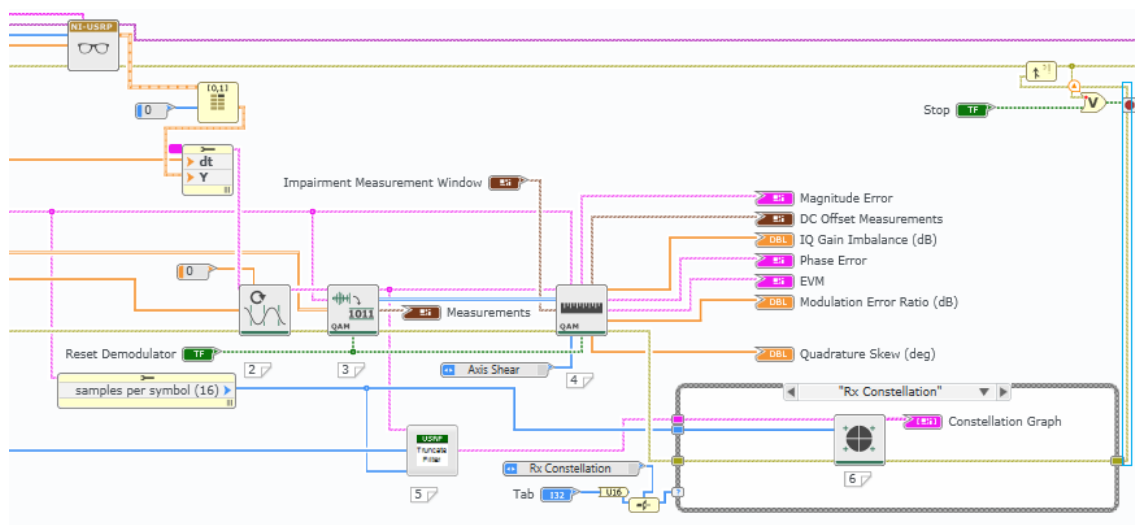 NI-USRP
[0,1]
0
dt
Y
Stop
TF
V
Impairment Measurement Window
Magnitude Error
DC Offset Measurements
DBL
IQ Gain Imbalance (dB)
Phase Error
EVM
DBL
Modulation Error Ratio (dB)
0
1011
QAM
Measurements
QAM
Reset Demodulator
TF
2
3
Axis Shear
4
DBL
Quadrature Skew (deg)
samples per symbol (16)
"Rx Constellation"
Constellation Graph
USRP
Truncate
Filter
5
Rx Constellation
6
Tab
I32
U16
?